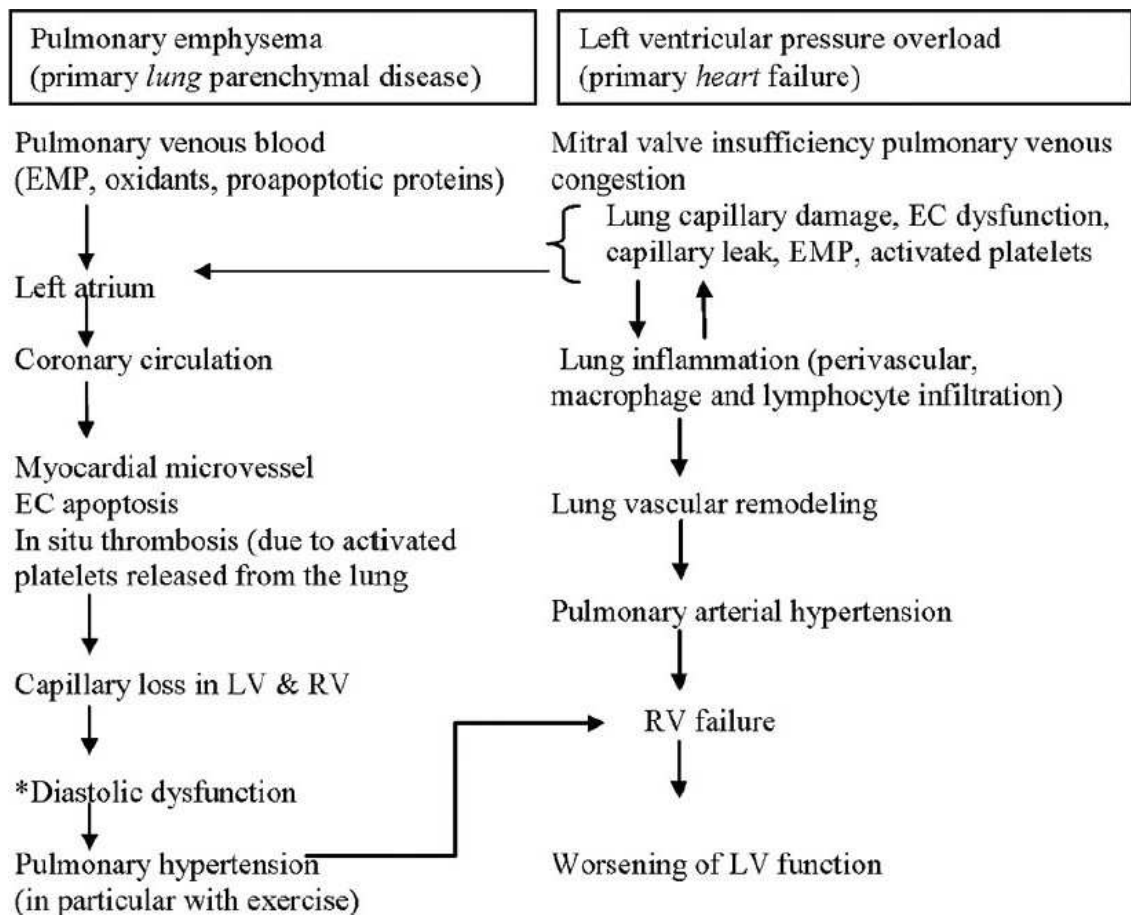 Pulmonary emphysema
(primary lung parenchymal disease)
Left ventricular pressure overload
(primary heart failure)
Pulmonary venous blood
(EMP, oxidants, proapoptotic proteins)
Left atrium
Coronary circulation
Myocardial microvessel
EC apoptosis
In situ thrombosis (due to activated
platelets released from the lung
Capillary loss in LV & RV
*Diastolic dysfunction
Pulmonary hypertension
(in particular with exercise)
Mitral valve insufficiency pulmonary venous
congestion
Lung capillary damage, EC dysfunction,
capillary leak, EMP, activated platelets
Lung inflammation (perivascular,
macrophage and lymphocyte infiltration)
Lung vascular remodeling
Pulmonary arterial hypertension
RV failure
Worsening of LV function